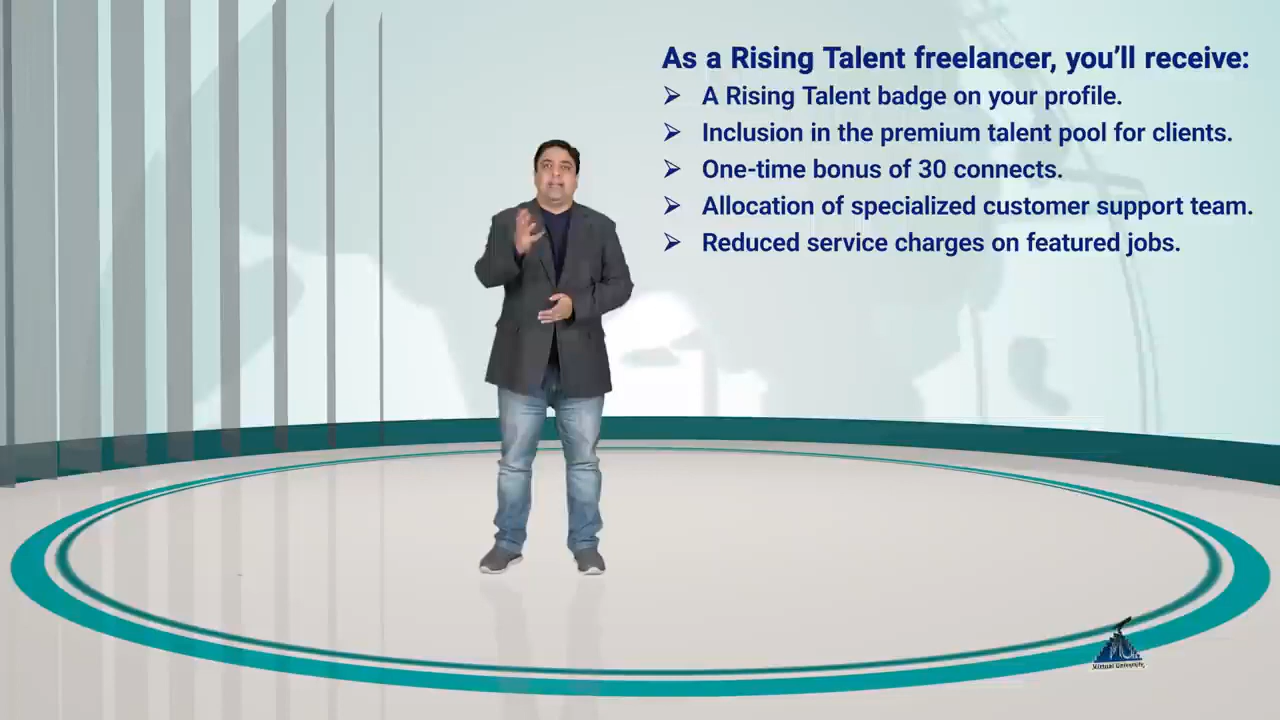 As a Rising Talent freelancer, you'll receive:
➢ A Rising Talent badge on your profile.
➢ Inclusion in the premium talent pool for clients.
➢ One-time bonus of 30 connects.
➢ Allocation of specialized customer support team.
➢ Reduced service charges on featured jobs.
Virtual University